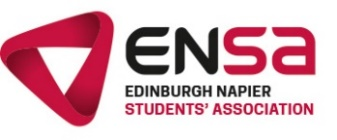 ENSa
EDINBURGH NAPIER
STUDENTS' ASSOCIATION